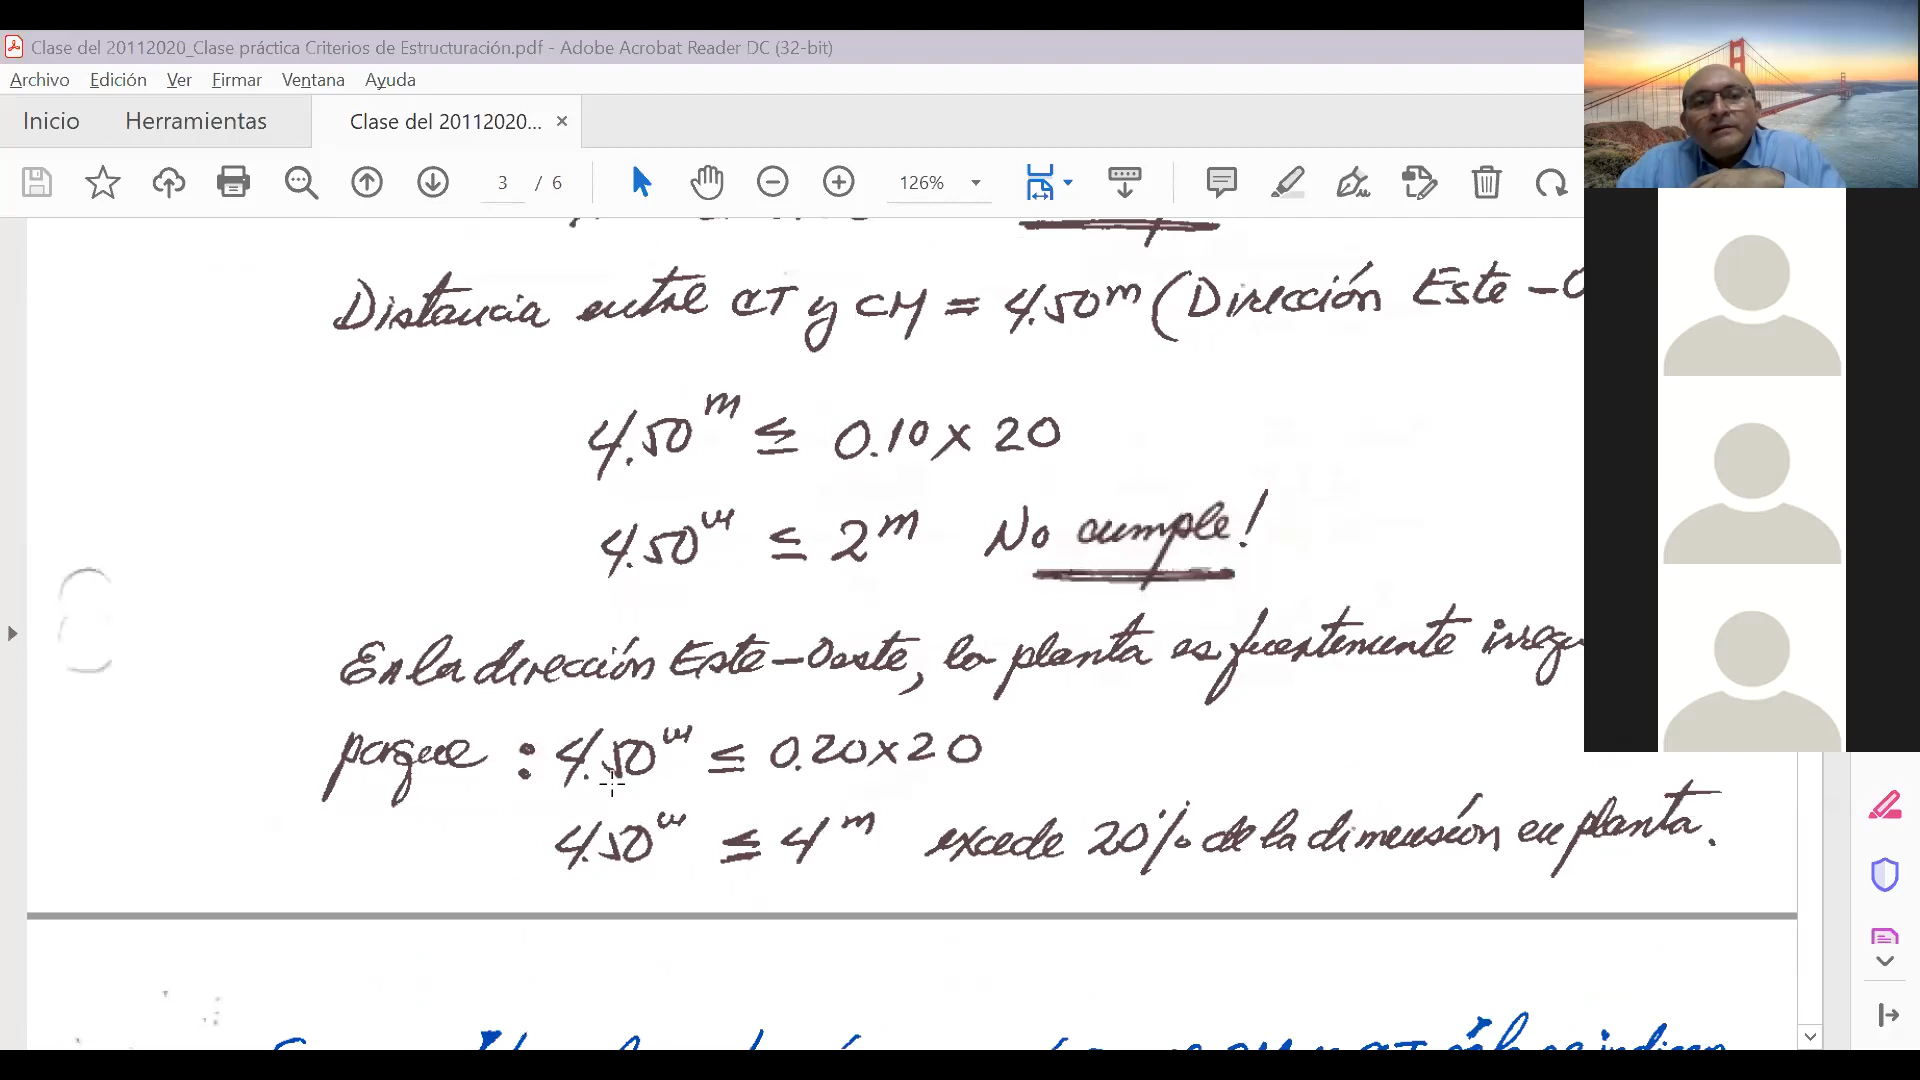 Clase del 20112020_Clase práctica Criterios de Estructuración.pdf - Adobe Acrobat Reader DC (32-bit)
Archivo Edición Ver Firmar Ventana Ayuda
Inicio Herramientas Clase del 20112020... ×
3 / 6 126%
Distancia entre CT y CM = 4.50m (Dirección Este-O
4.50m ≤ 0.10 x 20
4.50m ≤ 2m No cumple!
En la dirección Este-Oeste, la planta es fuertemente irregu
porque : 4.50m ≤ 0.20x20
4.50m ≤ 4m excede 20% de la dimensión en planta.